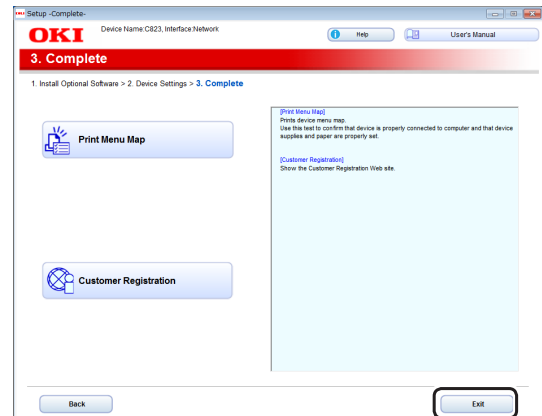 OKI Setup -Complete-
OKI
Device Name:C823, Interface:Network
Help
User's Manual
3. Complete
1. Install Optional Software > 2. Device Settings > 3. Complete
Print Menu Map
[Print Menu Map]
Prints device menu map.
Use this test to confirm that device is properly connected to computer and that device
supplies and paper are properly set.
[Customer Registration]
Show the Customer Registration Web site.
Customer Registration
Back
Exit